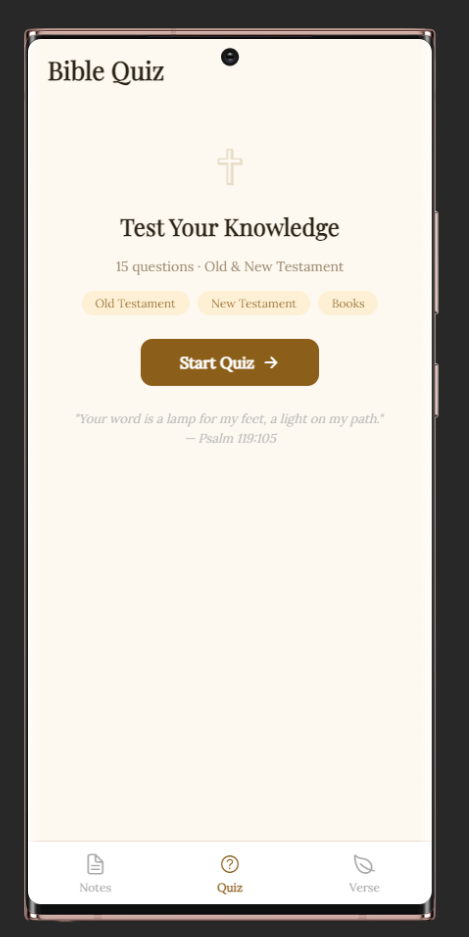 Bible Quiz
Test Your Knowledge
15 questions · Old & New Testament
Old Testament New Testament Books
Start Quiz →
"Your word is a lamp for my feet, a light on my path."
— Psalm 119:105
Notes Quiz Verse